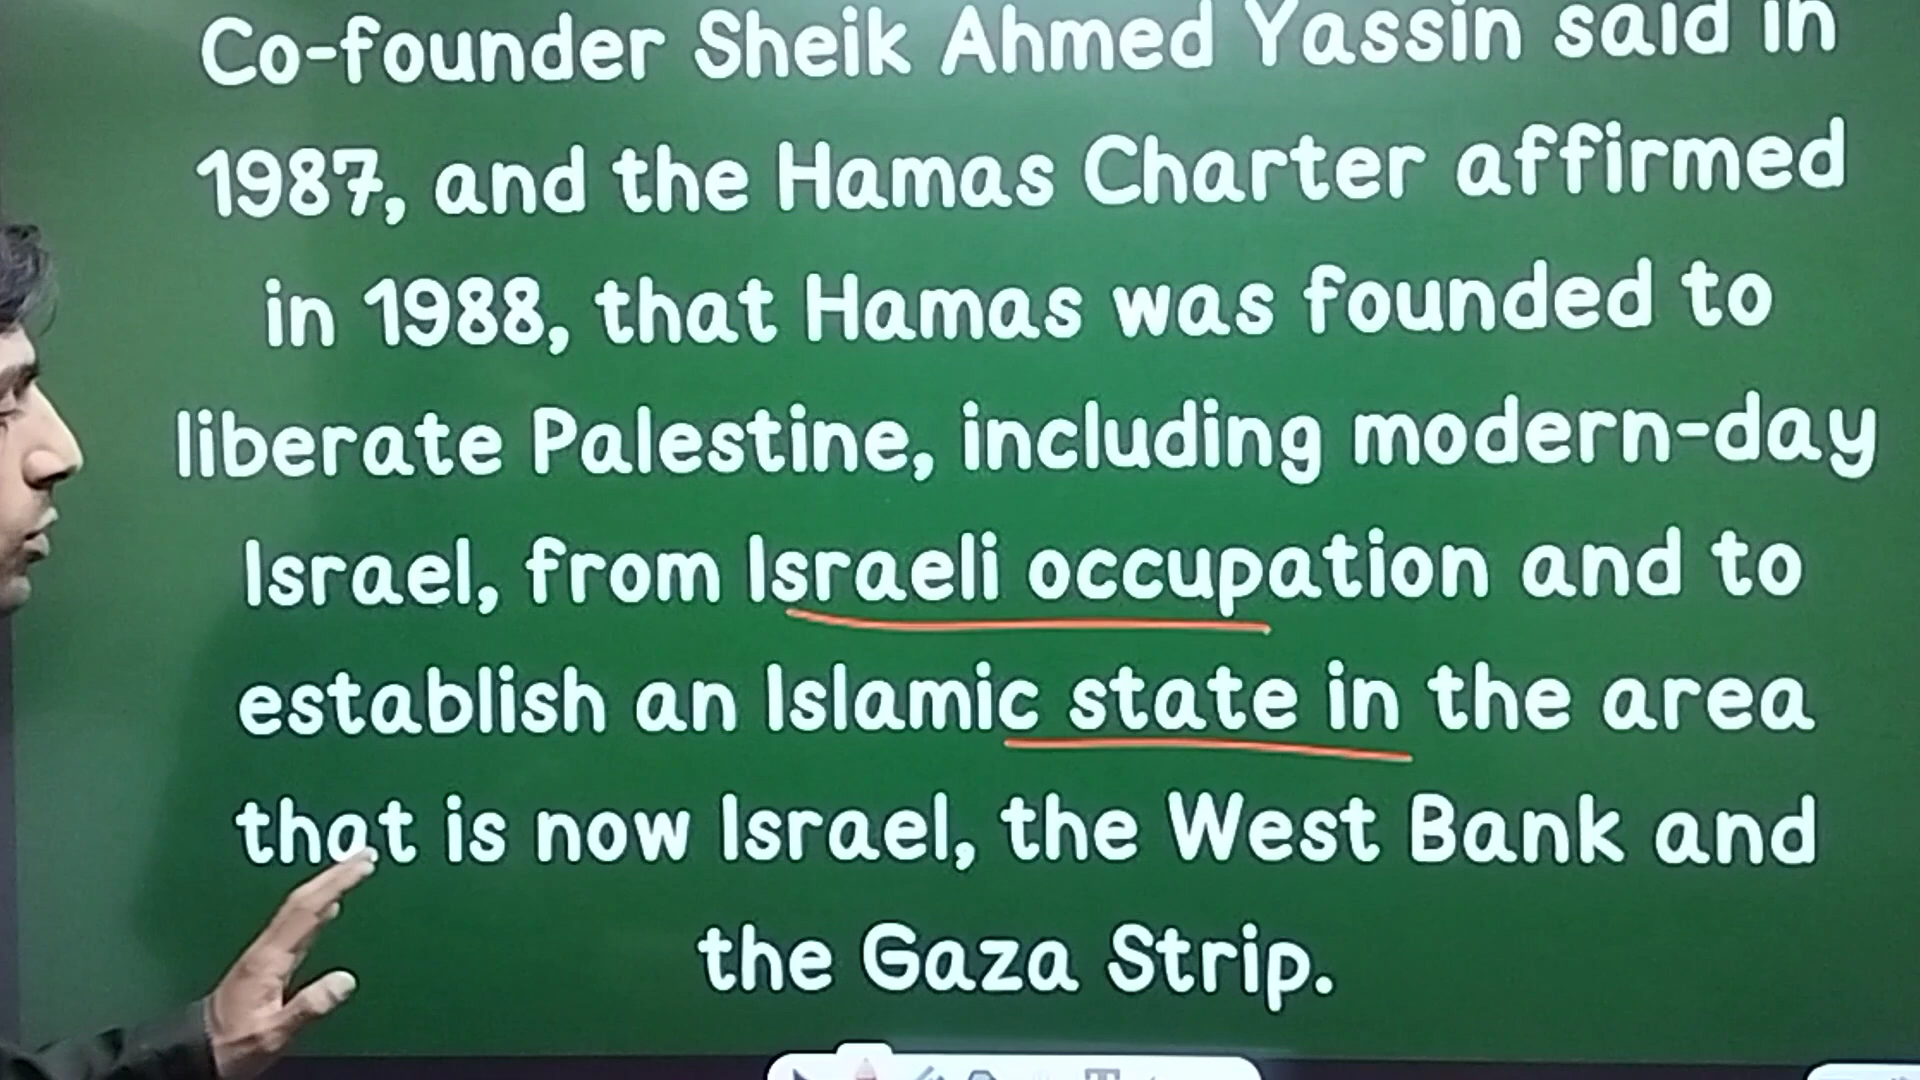 Co-founder Sheik Ahmed Yassin said in
1987, and the Hamas Charter affirmed
in 1988, that Hamas was founded to
liberate Palestine, including modern-day
Israel, from Israeli occupation and to
establish an Islamic state in the area
that is now Israel, the West Bank and
the Gaza Strip.